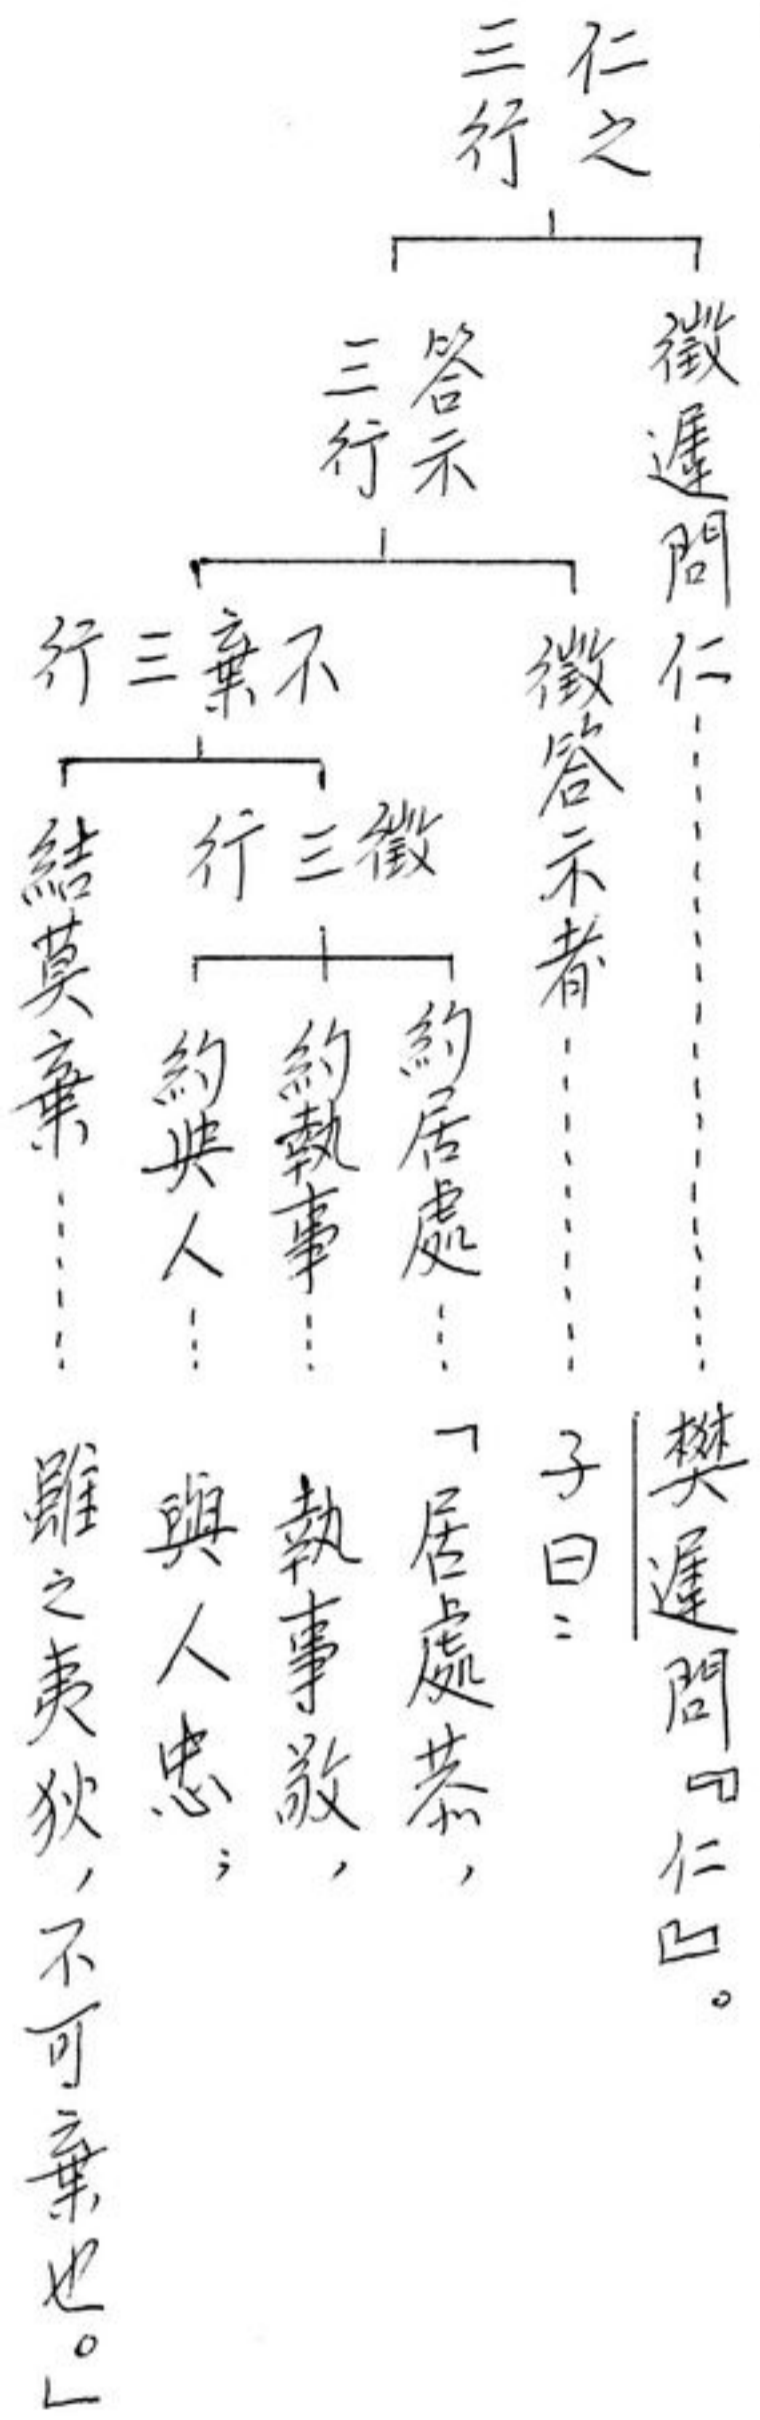 仁之
三行
徵遲問仁……樊遲問『仁』。
答示
三行
徵答示者……子曰：
不棄三行
徵三行
約居處…「居處恭，
約執事…執事敬，
約與人…與人忠；
結莫棄……雖之夷狄，不可棄也。」